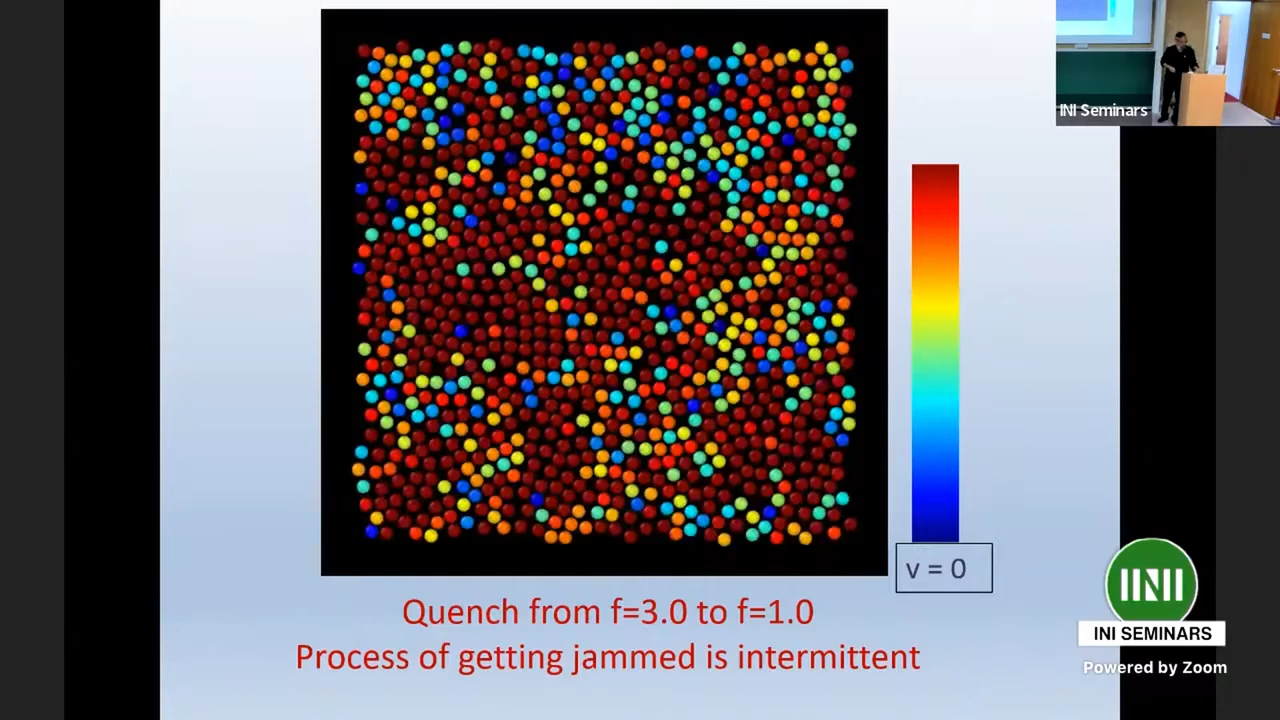 INI Seminars
v = 0
Quench from f=3.0 to f=1.0
Process of getting jammed is intermittent
INI
INI SEMINARS
Powered by Zoom